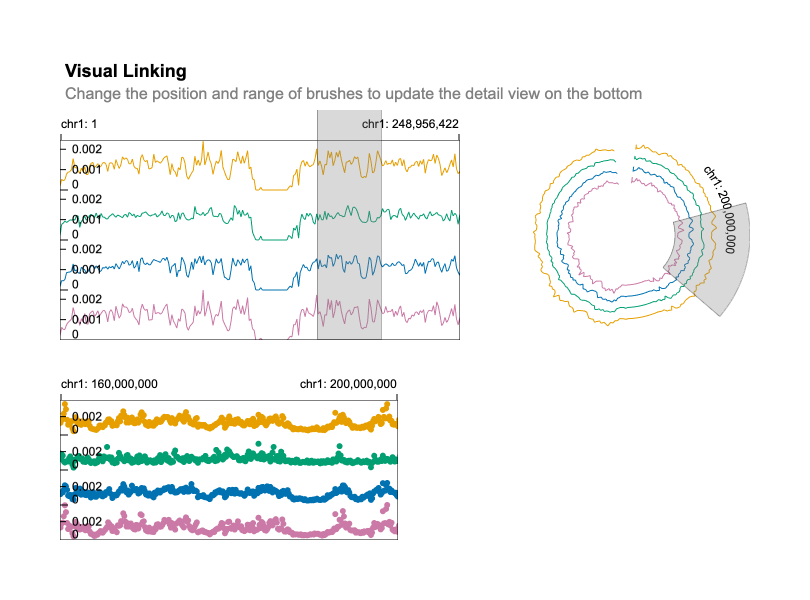 Visual Linking
Change the position and range of brushes to update the detail view on the bottom
chr1: 1
chr1: 248,956,422
0.002
0.001
0
0.002
0.001
0
0.002
0.001
0
0.002
0.001
0
chr1: 200,000,000
chr1: 160,000,000
chr1: 200,000,000
0.002
0
0.002
0
0.002
0
0.002
0